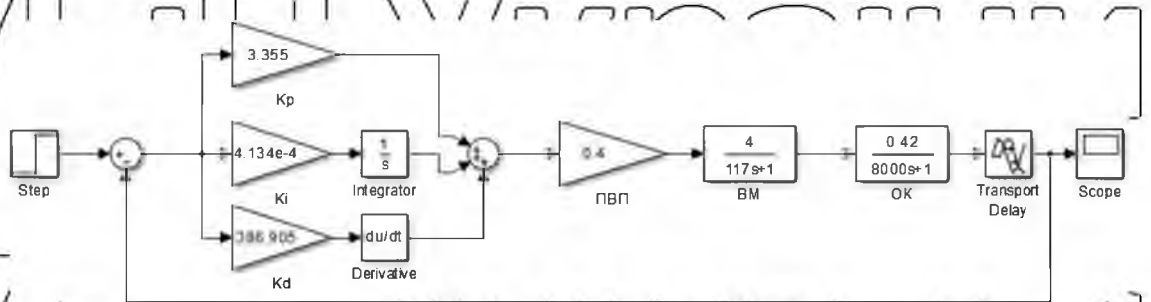 3.355
Kp
Step
4.134e-4
Ki
1
s
Integrator
0.4
ПВП
4
117s+1
ВМ
0.42
8000s+1
ОК
Transport
Delay
Scope
386.905
Kd
du/dt
Derivative